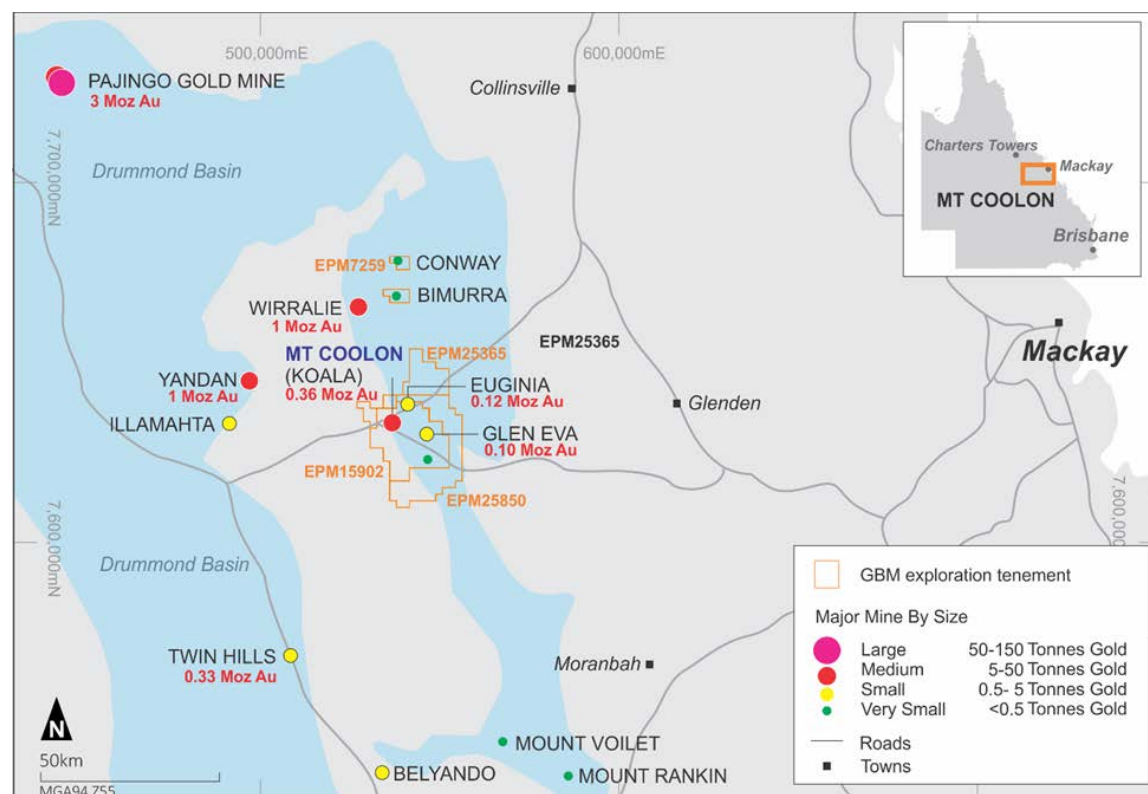 500,000mE
600,000mE
PAJINGO GOLD MINE
3 Moz Au
Collinsville
7,700,000mN
Drummond Basin
Charters Towers
Mackay
MT COOLON
Brisbane
EPM7259
CONWAY
BIMURRA
WIRRALIE
1 Moz Au
EPM25365
MT COOLON
(KOALA)
0.36 Moz Au
EPM25365
Mackay
YANDAN
1 Moz Au
EUGINIA
0.12 Moz Au
Glenden
ILLAMAHTA
GLEN EVA
0.10 Moz Au
EPM15902
EPM25850
7,600,000mN
7,600,000mN
Drummond Basin
GBM exploration tenement
Major Mine By Size
Large 50-150 Tonnes Gold
Medium 5-50 Tonnes Gold
Small 0.5- 5 Tonnes Gold
Very Small <0.5 Tonnes Gold
Roads
Towns
TWIN HILLS
0.33 Moz Au
Moranbah
N
50km
MGA94,755
MOUNT VOILET
BELYANDO
MOUNT RANKIN